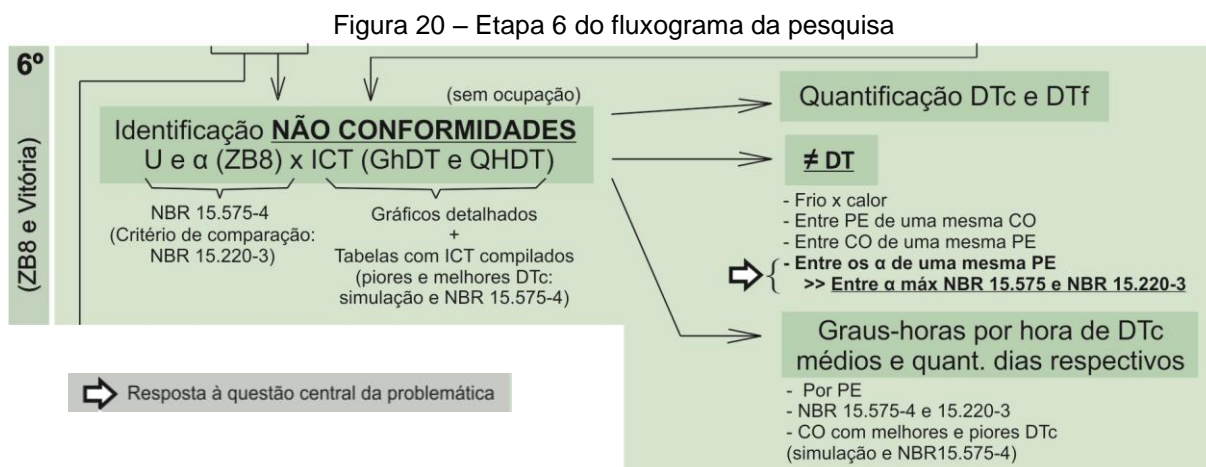 Figura 20 – Etapa 6 do fluxograma da pesquisa
6º
(ZB8 e Vitória)
(sem ocupação)
Identificação NÃO CONFORMIDADES
U e α (ZB8) x ICT (GhDT e QHDT)
NBR 15.575-4
(Critério de comparação:
NBR 15.220-3)
Gráficos detalhados
+
Tabelas com ICT compilados
(piores e melhores DTc:
simulação e NBR 15.575-4)
Quantificação DTc e DTf
≠ DT
- Frio x calor
- Entre PE de uma mesma CO
- Entre CO de uma mesma PE
- Entre os α de uma mesma PE
>> Entre α máx NBR 15.575 e NBR 15.220-3
Graus-horas por hora de DTc
médios e quant. dias respectivos
- Por PE
- NBR 15.575-4 e 15.220-3
- CO com melhores e piores DTc
(simulação e NBR15.575-4)
Resposta à questão central da problemática